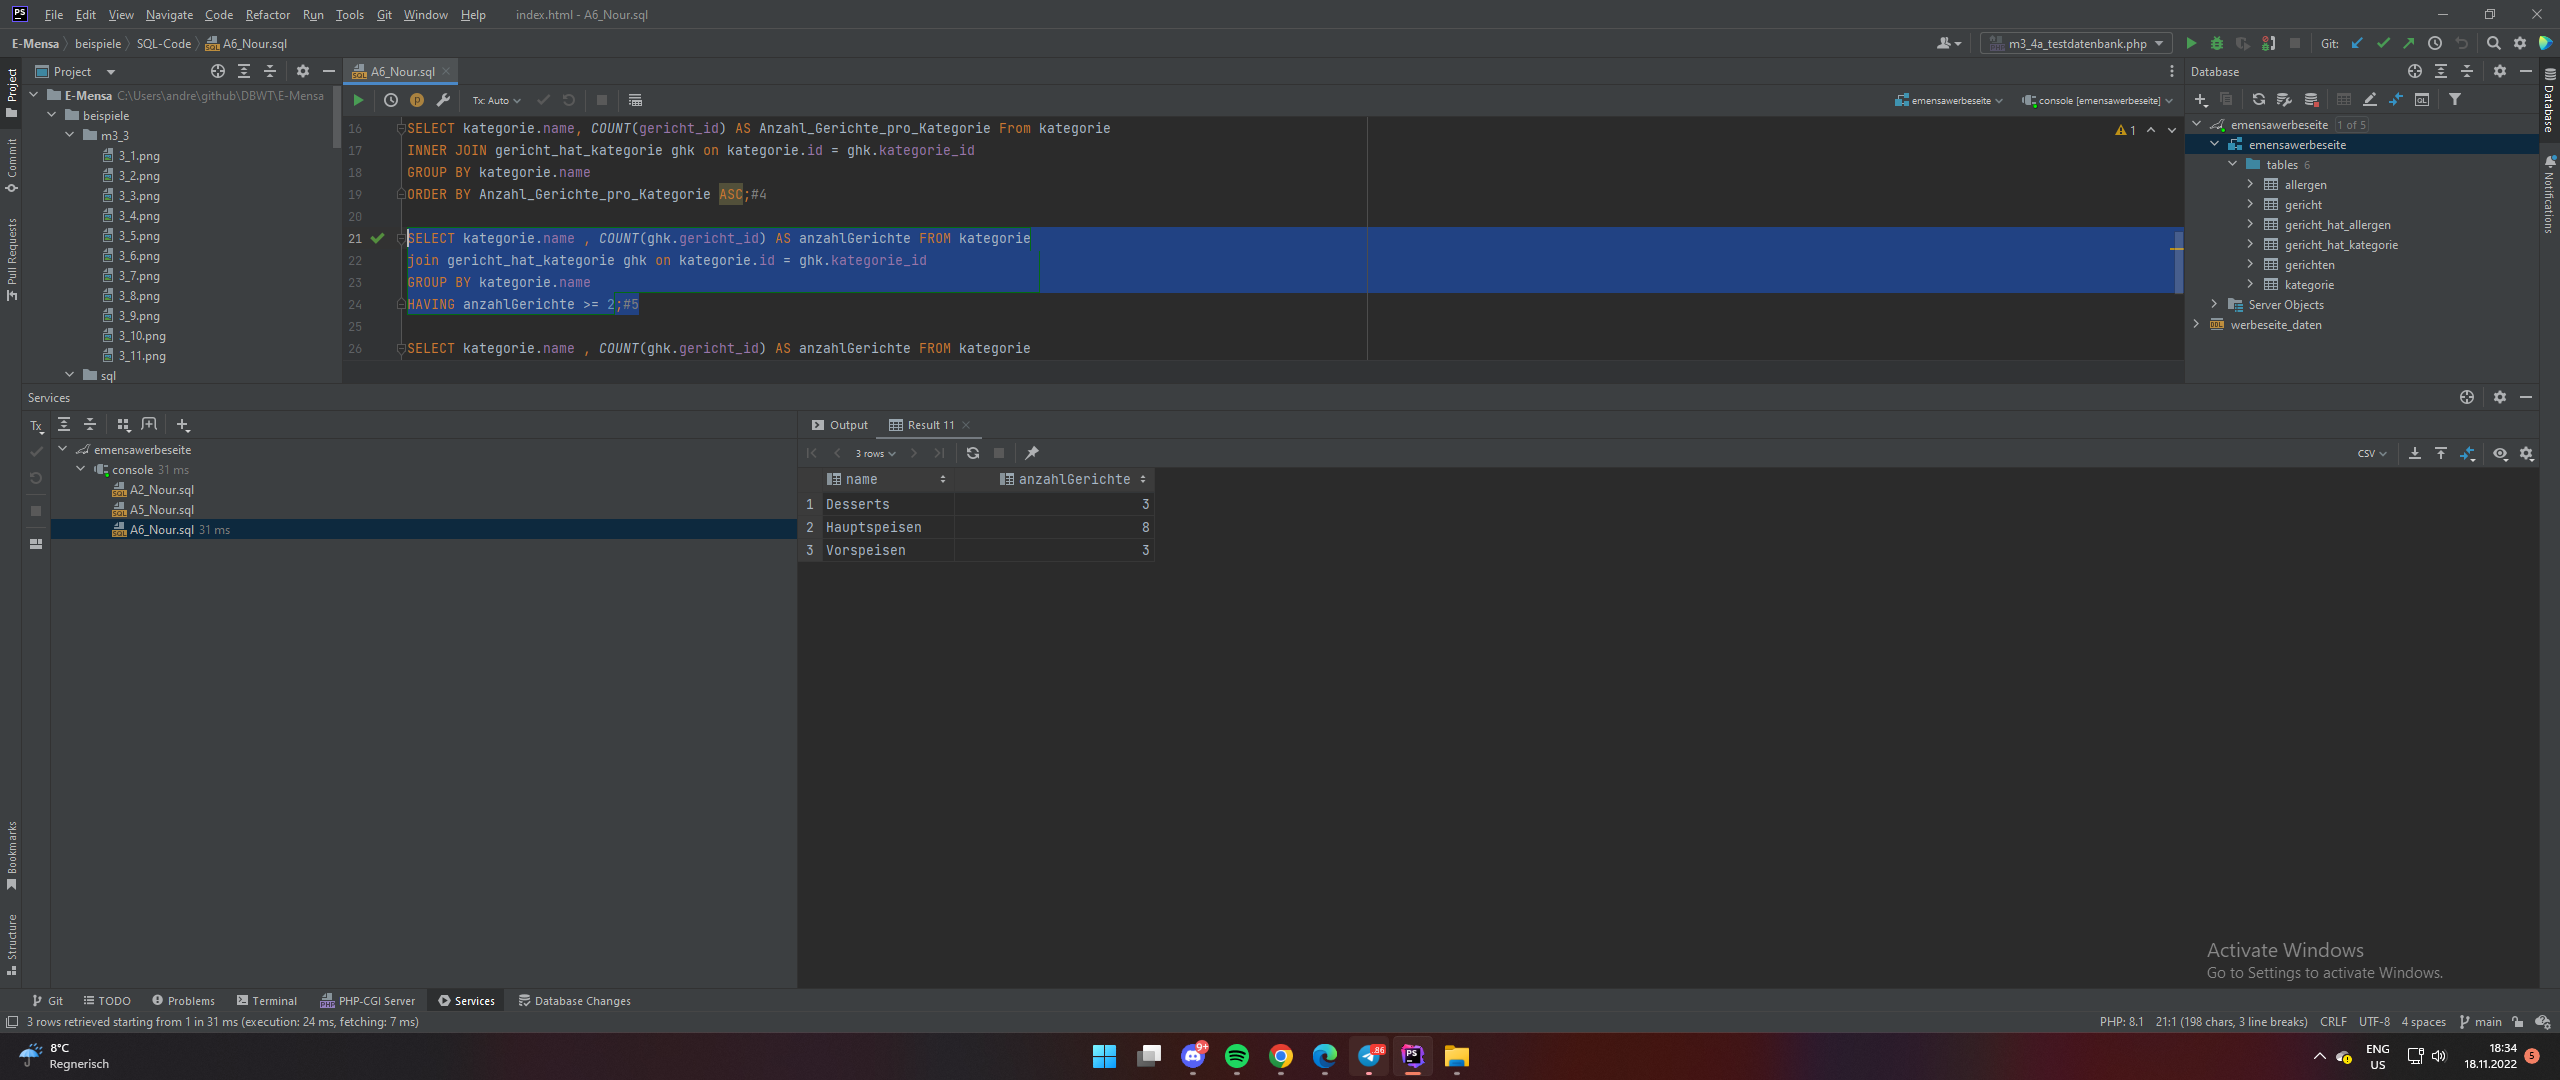 File Edit View Navigate Code Refactor Run Tools Git Window Help index.html - A6_Nour.sql
E-Mensa beispiele SQL-Code A6_Nour.sql
m3_4a_testdatenbank.php Git:
Project
A6_Nour.sql
Database
Tx: Auto
emensawerbeseite console [emensawerbeseite]
E-Mensa C:\Users\andre\github\DBWT\E-Mensa
beispiele
m3_3
3_1.png
3_2.png
3_3.png
3_4.png
3_5.png
3_6.png
3_7.png
3_8.png
3_9.png
3_10.png
3_11.png
sql
16 SELECT kategorie.name, COUNT(gericht_id) AS Anzahl_Gerichte_pro_Kategorie From kategorie
17 INNER JOIN gericht_hat_kategorie ghk on kategorie.id = ghk.kategorie_id
18 GROUP BY kategorie.name
19 ORDER BY Anzahl_Gerichte_pro_Kategorie ASC;#4
20
21 SELECT kategorie.name , COUNT(ghk.gericht_id) AS anzahlGerichte FROM kategorie
22 join gericht_hat_kategorie ghk on kategorie.id = ghk.kategorie_id
23 GROUP BY kategorie.name
24 HAVING anzahlGerichte >= 2;#5
25
26 SELECT kategorie.name , COUNT(ghk.gericht_id) AS anzahlGerichte FROM kategorie
1
emensawerbeseite 1 of 5
emensawerbeseite
tables 6
allergen
gericht
gericht_hat_allergen
gericht_hat_kategorie
gerichten
kategorie
Server Objects
werbeseite_daten
Project
Commit
Pull Requests
Bookmarks
Structure
Database
Notifications
Services
Tx
emensawerbeseite
console 31 ms
A2_Nour.sql
A5_Nour.sql
A6_Nour.sql 31 ms
Output Result 11
3 rows
CSV
name anzahlGerichte
1 Desserts 3
2 Hauptspeisen 8
3 Vorspeisen 3
Activate Windows
Go to Settings to activate Windows.
Git TODO Problems Terminal PHP-CGI Server Services Database Changes
3 rows retrieved starting from 1 in 31 ms (execution: 24 ms, fetching: 7 ms)
PHP: 8.1 21:1 (198 chars, 3 line breaks) CRLF UTF-8 4 spaces main
8°C
Regnerisch
9+
86
PS
ENG
US
18:34
18.11.2022
5